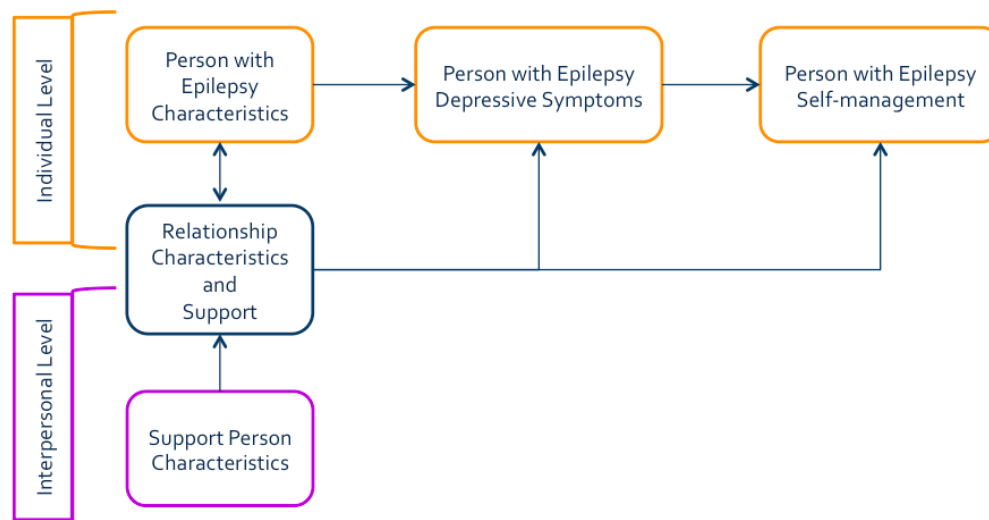 Individual Level
Person with
Epilepsy
Characteristics
Person with Epilepsy
Depressive Symptoms
Person with Epilepsy
Self-management
Relationship
Characteristics
and
Support
Interpersonal Level
Support Person
Characteristics